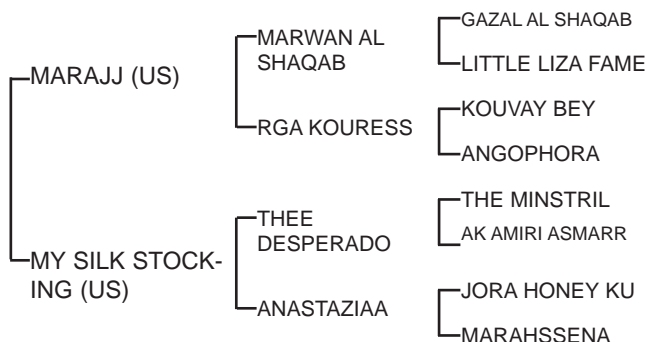 MARAJJ (US)
MY SILK STOCK-
ING (US)
MARWAN AL
SHAQAB
RGA KOURESS
THEE
DESPERADO
ANASTAZIAA
GAZAL AL SHAQAB
LITTLE LIZA FAME
KOUVAY BEY
ANGOPHORA
THE MINSTRIL
AK AMIRI ASMARR
JORA HONEY KU
MARAHSSENA